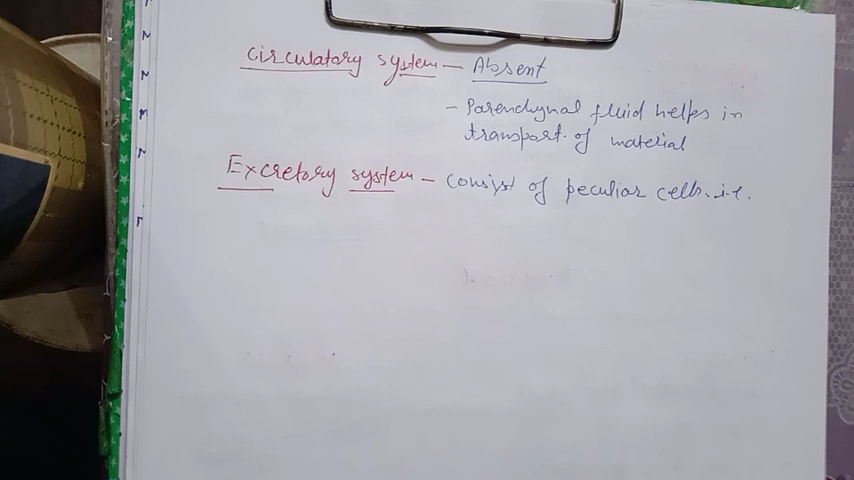 Circulatory system - Absent
- Parenchymal fluid helps in
transport of material
Excretory system - Consist of peculiar cells. i.e.